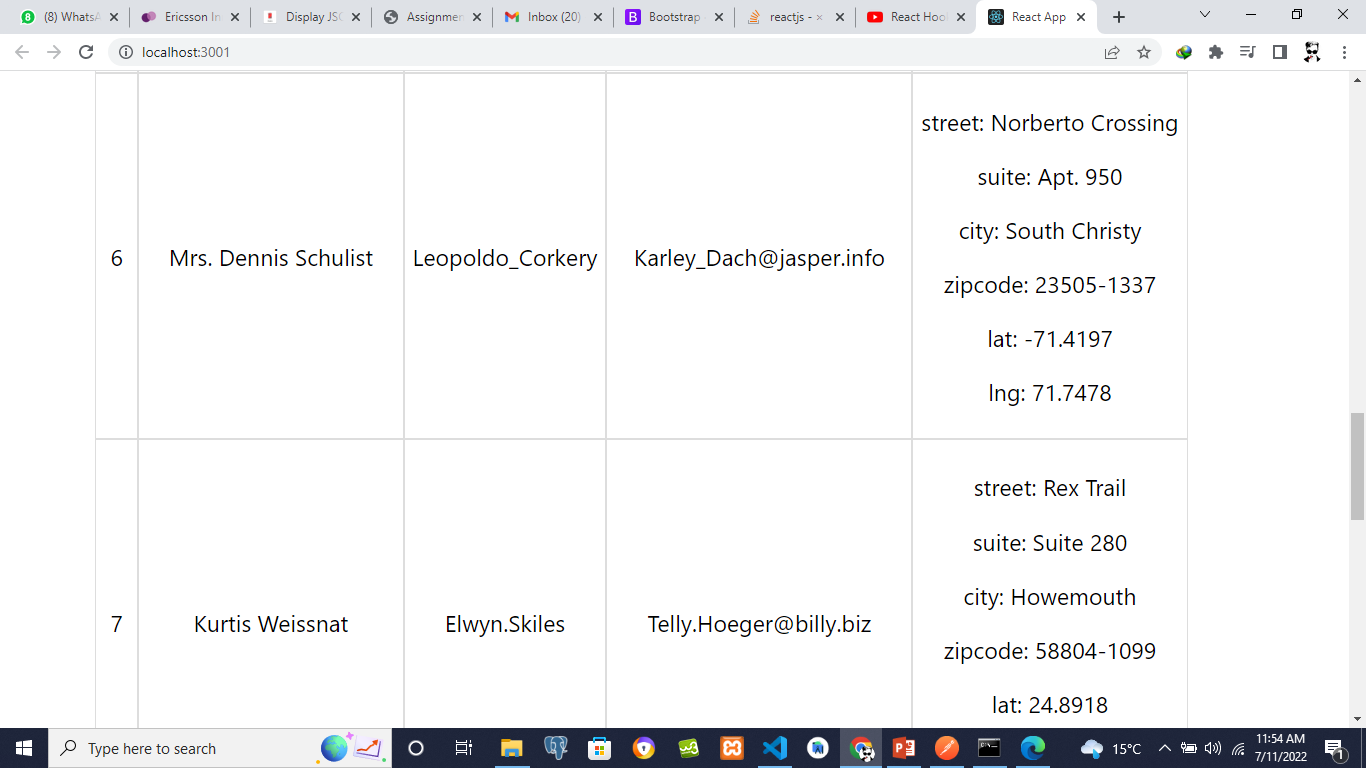 (8) WhatsA
Ericsson In
Display JSC
Assignmen
Inbox (20)
Bootstrap
reactjs -
React Hool
React App
localhost:3001
6 Mrs. Dennis Schulist Leopoldo_Corkery Karley_Dach@jasper.info
street: Norberto Crossing
suite: Apt. 950
city: South Christy
zipcode: 23505-1337
lat: -71.4197
lng: 71.7478
7 Kurtis Weissnat Elwyn.Skiles Telly.Hoeger@billy.biz
street: Rex Trail
suite: Suite 280
city: Howemouth
zipcode: 58804-1099
lat: 24.8918
Type here to search
15°C
11:54 AM
7/11/2022
1